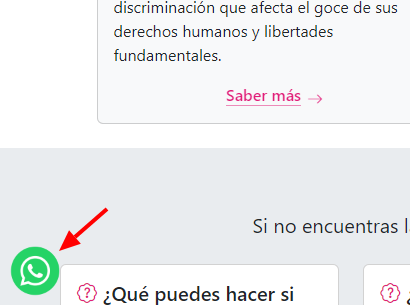 discriminación que afecta el goce de sus
derechos humanos y libertades
fundamentales.
Saber más →
Si no encuentras
¿Qué puedes hacer si